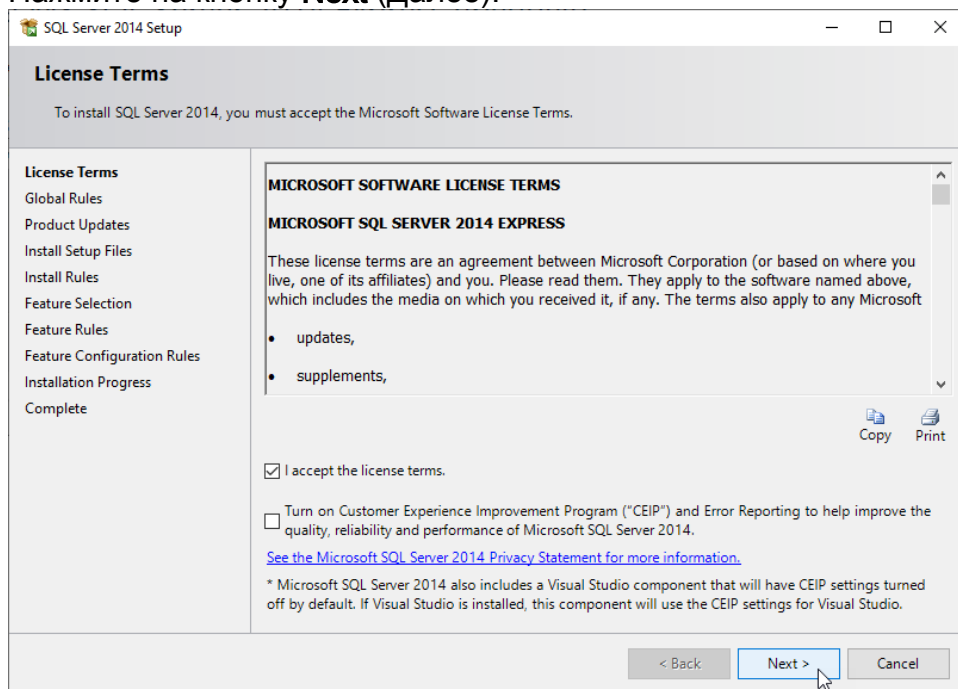 Нажмите на кнопку Next (Далее).
SQL Server 2014 Setup
License Terms
To install SQL Server 2014, you must accept the Microsoft Software License Terms.
License Terms
Global Rules
Product Updates
Install Setup Files
Install Rules
Feature Selection
Feature Rules
Feature Configuration Rules
Installation Progress
Complete
MICROSOFT SOFTWARE LICENSE TERMS
MICROSOFT SQL SERVER 2014 EXPRESS
These license terms are an agreement between Microsoft Corporation (or based on where you
live, one of its affiliates) and you. Please read them. They apply to the software named above,
which includes the media on which you received it, if any. The terms also apply to any Microsoft
• updates,
• supplements,
Copy Print
I accept the license terms.
Turn on Customer Experience Improvement Program ("CEIP") and Error Reporting to help improve the
quality, reliability and performance of Microsoft SQL Server 2014.
See the Microsoft SQL Server 2014 Privacy Statement for more information.
* Microsoft SQL Server 2014 also includes a Visual Studio component that will have CEIP settings turned
off by default. If Visual Studio is installed, this component will use the CEIP settings for Visual Studio.
< Back Next > Cancel